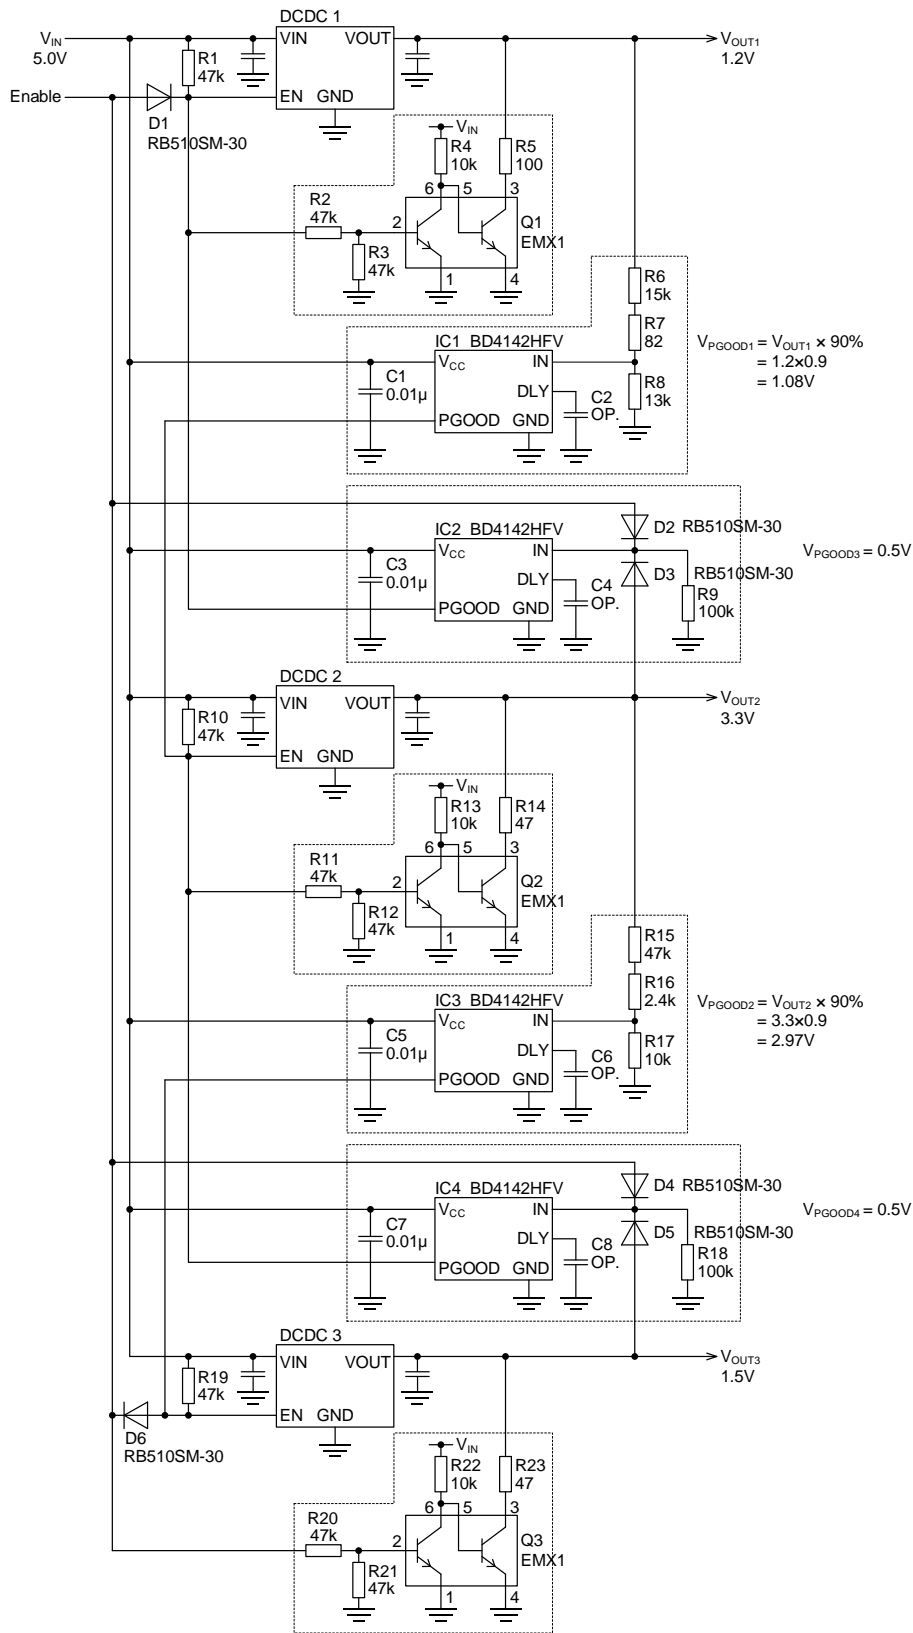 DCDC 1
V_IN
5.0V
VIN VOUT
V_OUT1
1.2V
R1
47k
Enable
EN GND
D1
RB510SM-30
V_IN
R4
10k
R5
100
6 5 3
R2
47k
2
Q1
EMX1
R3
47k
1 4
R6
15k
R7
82
IC1 BD4142HFV
V_CC IN
V_PGOOD1 = V_OUT1 × 90%
= 1.2×0.9
= 1.08V
C1
0.01µ
DLY
C2
OP.
R8
13k
PGOOD GND
IC2 BD4142HFV
D2 RB510SM-30
V_CC IN
V_PGOOD3 = 0.5V
C3
0.01µ
DLY
C4
OP.
D3
RB510SM-30
R9
100k
PGOOD GND
DCDC 2
VIN VOUT
V_OUT2
3.3V
R10
47k
EN GND
V_IN
R13
10k
R14
47
6 5 3
R11
47k
2
Q2
EMX1
R12
47k
1 4
R15
47k
R16
2.4k
IC3 BD4142HFV
V_CC IN
V_PGOOD2 = V_OUT2 × 90%
= 3.3×0.9
= 2.97V
C5
0.01µ
DLY
C6
OP.
R17
10k
PGOOD GND
IC4 BD4142HFV
D4 RB510SM-30
V_CC IN
V_PGOOD4 = 0.5V
C7
0.01µ
DLY
C8
OP.
D5
RB510SM-30
R18
100k
PGOOD GND
DCDC 3
VIN VOUT
V_OUT3
1.5V
R19
47k
EN GND
D6
RB510SM-30
V_IN
R22
10k
R23
47
6 5 3
R20
47k
2
Q3
EMX1
R21
47k
1 4